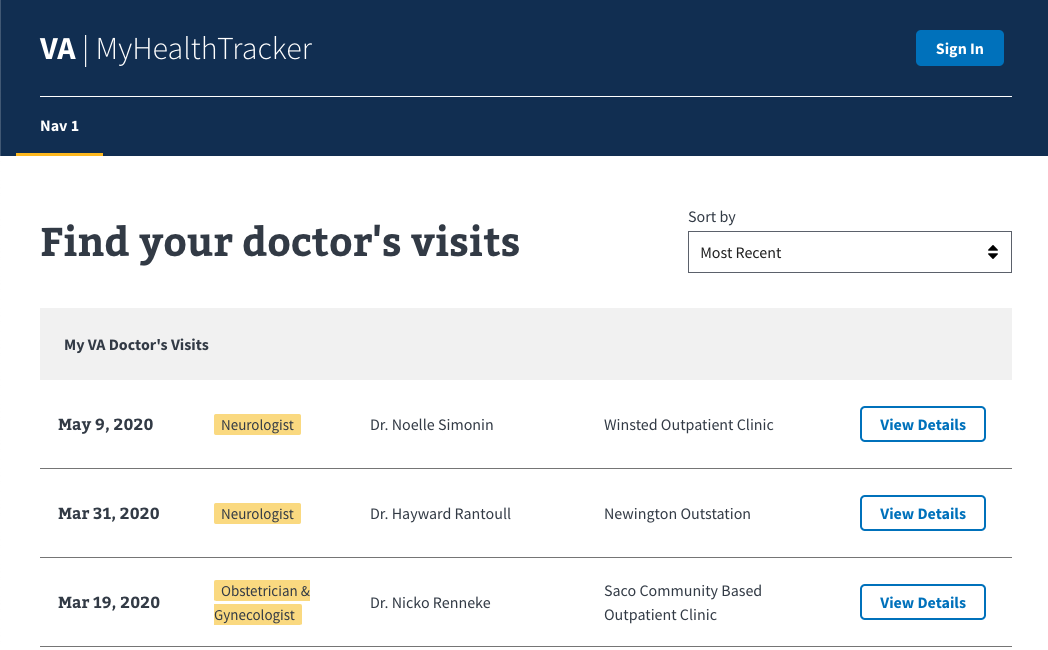 VA | MyHealthTracker
Sign In
Nav 1
Sort by
Find your doctor's visits
Most Recent
My VA Doctor's Visits
May 9, 2020 Neurologist Dr. Noelle Simonin Winsted Outpatient Clinic View Details
Mar 31, 2020 Neurologist Dr. Hayward Rantoull Newington Outstation View Details
Mar 19, 2020
Obstetrician &
Gynecologist
Dr. Nicko Renneke
Saco Community Based
Outpatient Clinic
View Details